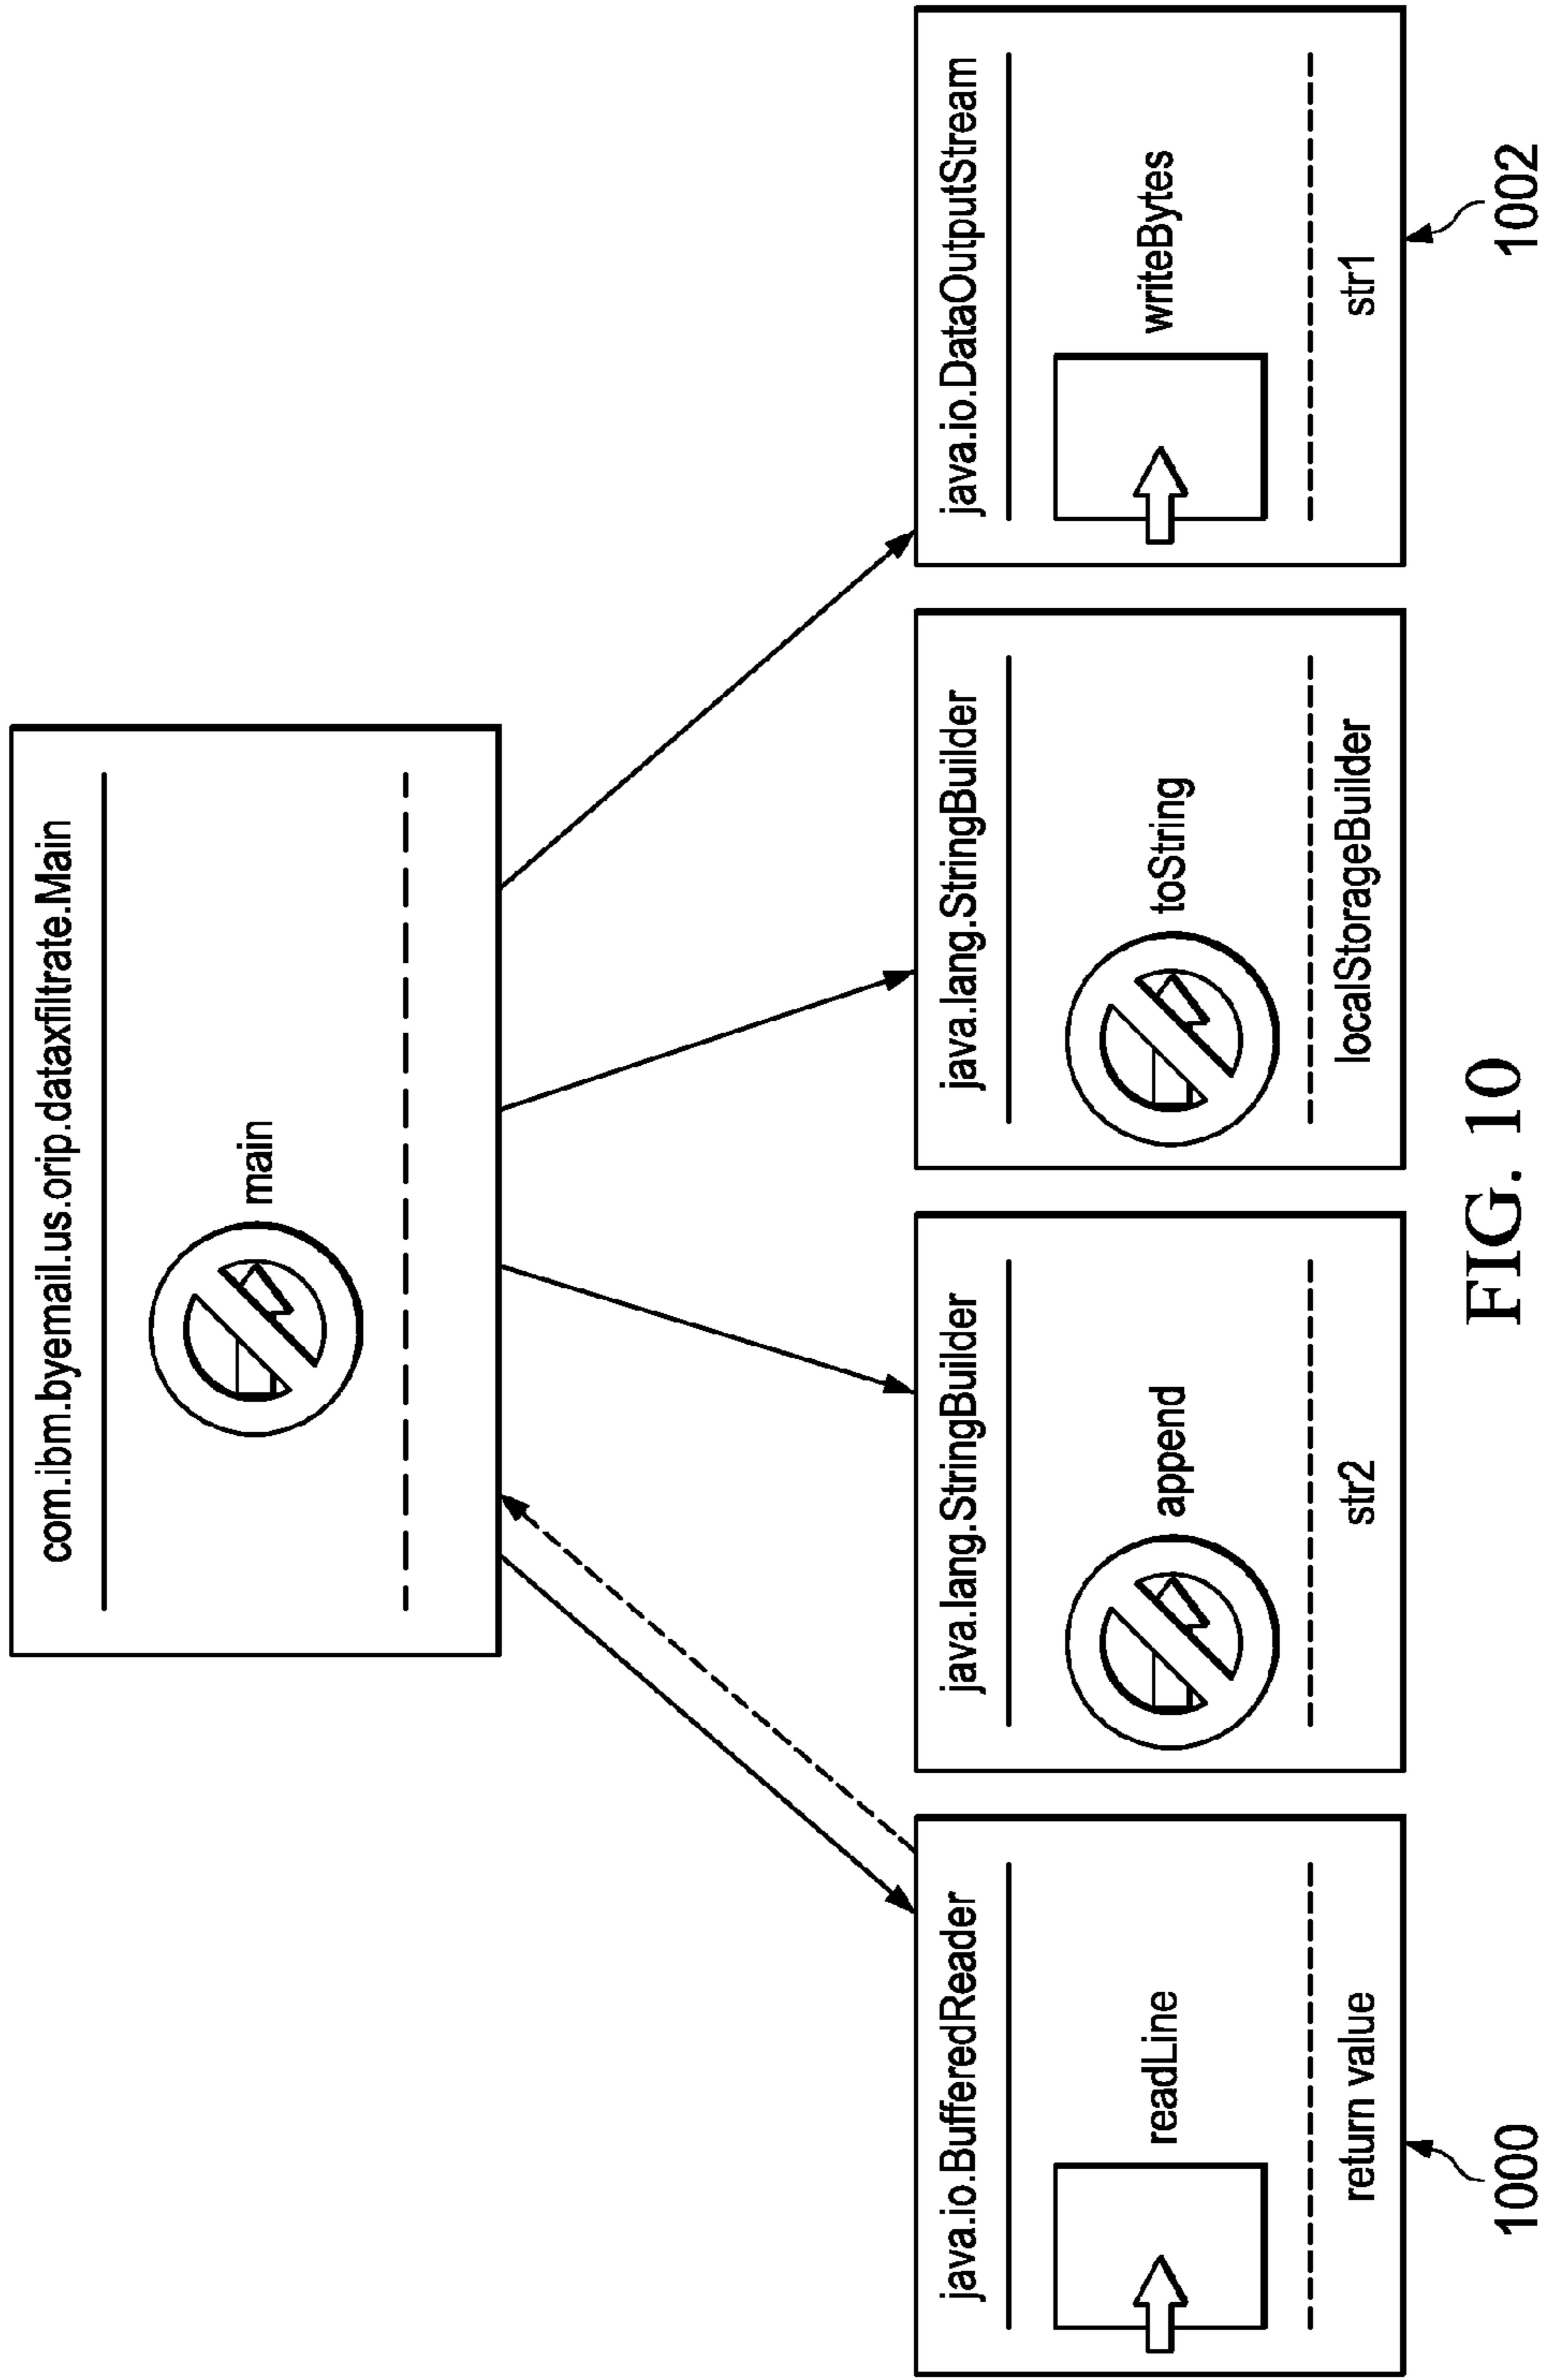 com.ibm.byemail.us.orip.dataxfiltrate.Main
main
java.io.BufferedReader
readLine
return value
1000
java.lang.StringBuilder
append
str2
java.lang.StringBuilder
toString
localStorageBuilder
java.io.DataOutputStream
writeBytes
str1
1002
FIG. 10